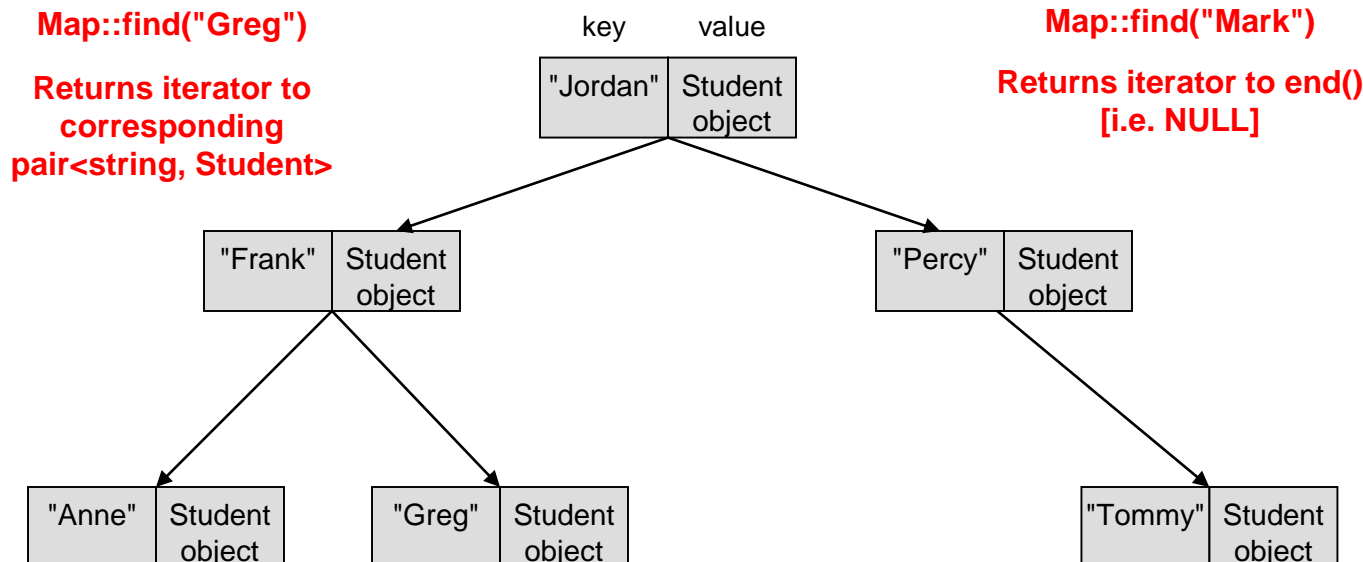 Map::find("Greg")
Returns iterator to
corresponding
pair<string, Student>
key value
Map::find("Mark")
Returns iterator to end()
[i.e. NULL]
"Jordan" Student
object
"Frank" Student
object
"Percy" Student
object
"Anne" Student
object
"Greg" Student
object
"Tommy" Student
object